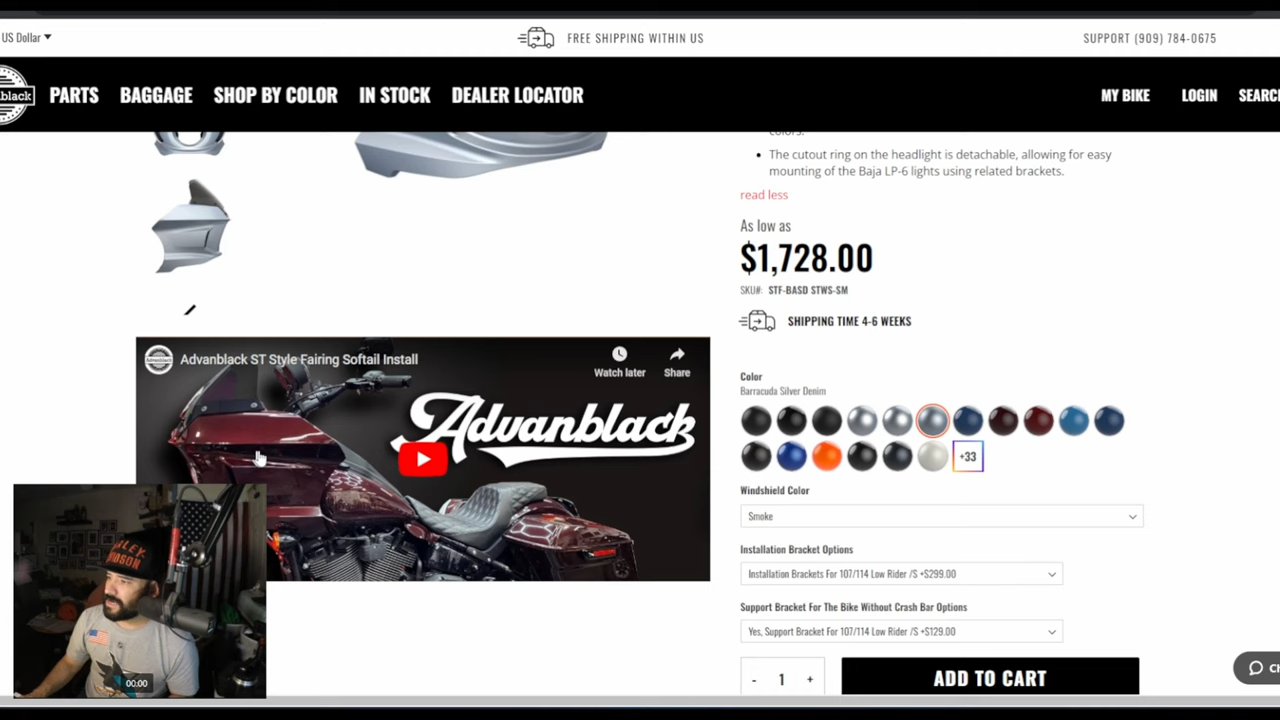 US Dollar
FREE SHIPPING WITHIN US
SUPPORT (909) 784-0675
black
PARTS
BAGGAGE
SHOP BY COLOR
IN STOCK
DEALER LOCATOR
MY BIKE
LOGIN
SEARC
colors.
• The cutout ring on the headlight is detachable, allowing for easy
mounting of the Baja LP-6 lights using related brackets.
read less
As low as
$1,728.00
SKU#: STF-BASD STWS-SM
SHIPPING TIME 4-6 WEEKS
Advanblack ST Style Fairing Softail Install
Watch later
Share
Advanblack
Color
Barracuda Silver Denim
+33
Windshield Color
Smoke
Installation Bracket Options
Installation Brackets For 107/114 Low Rider /S +$299.00
Support Bracket For The Bike Without Crash Bar Options
Yes, Support Bracket For 107/114 Low Rider /S +$129.00
- 1 +
ADD TO CART
Ch
HARLEY
DAVIDSON
00:00